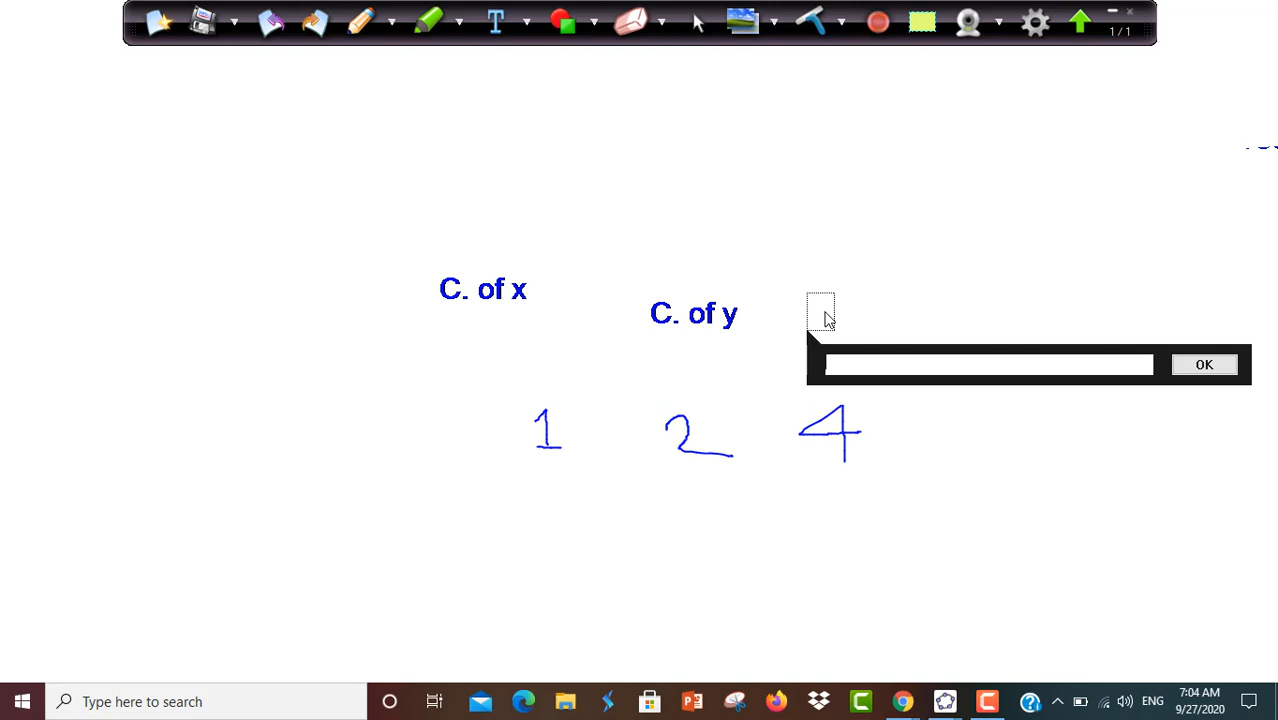 1/1
C. of x
C. of y
OK
1 2 4
Type here to search
ENG
7:04 AM
9/27/2020